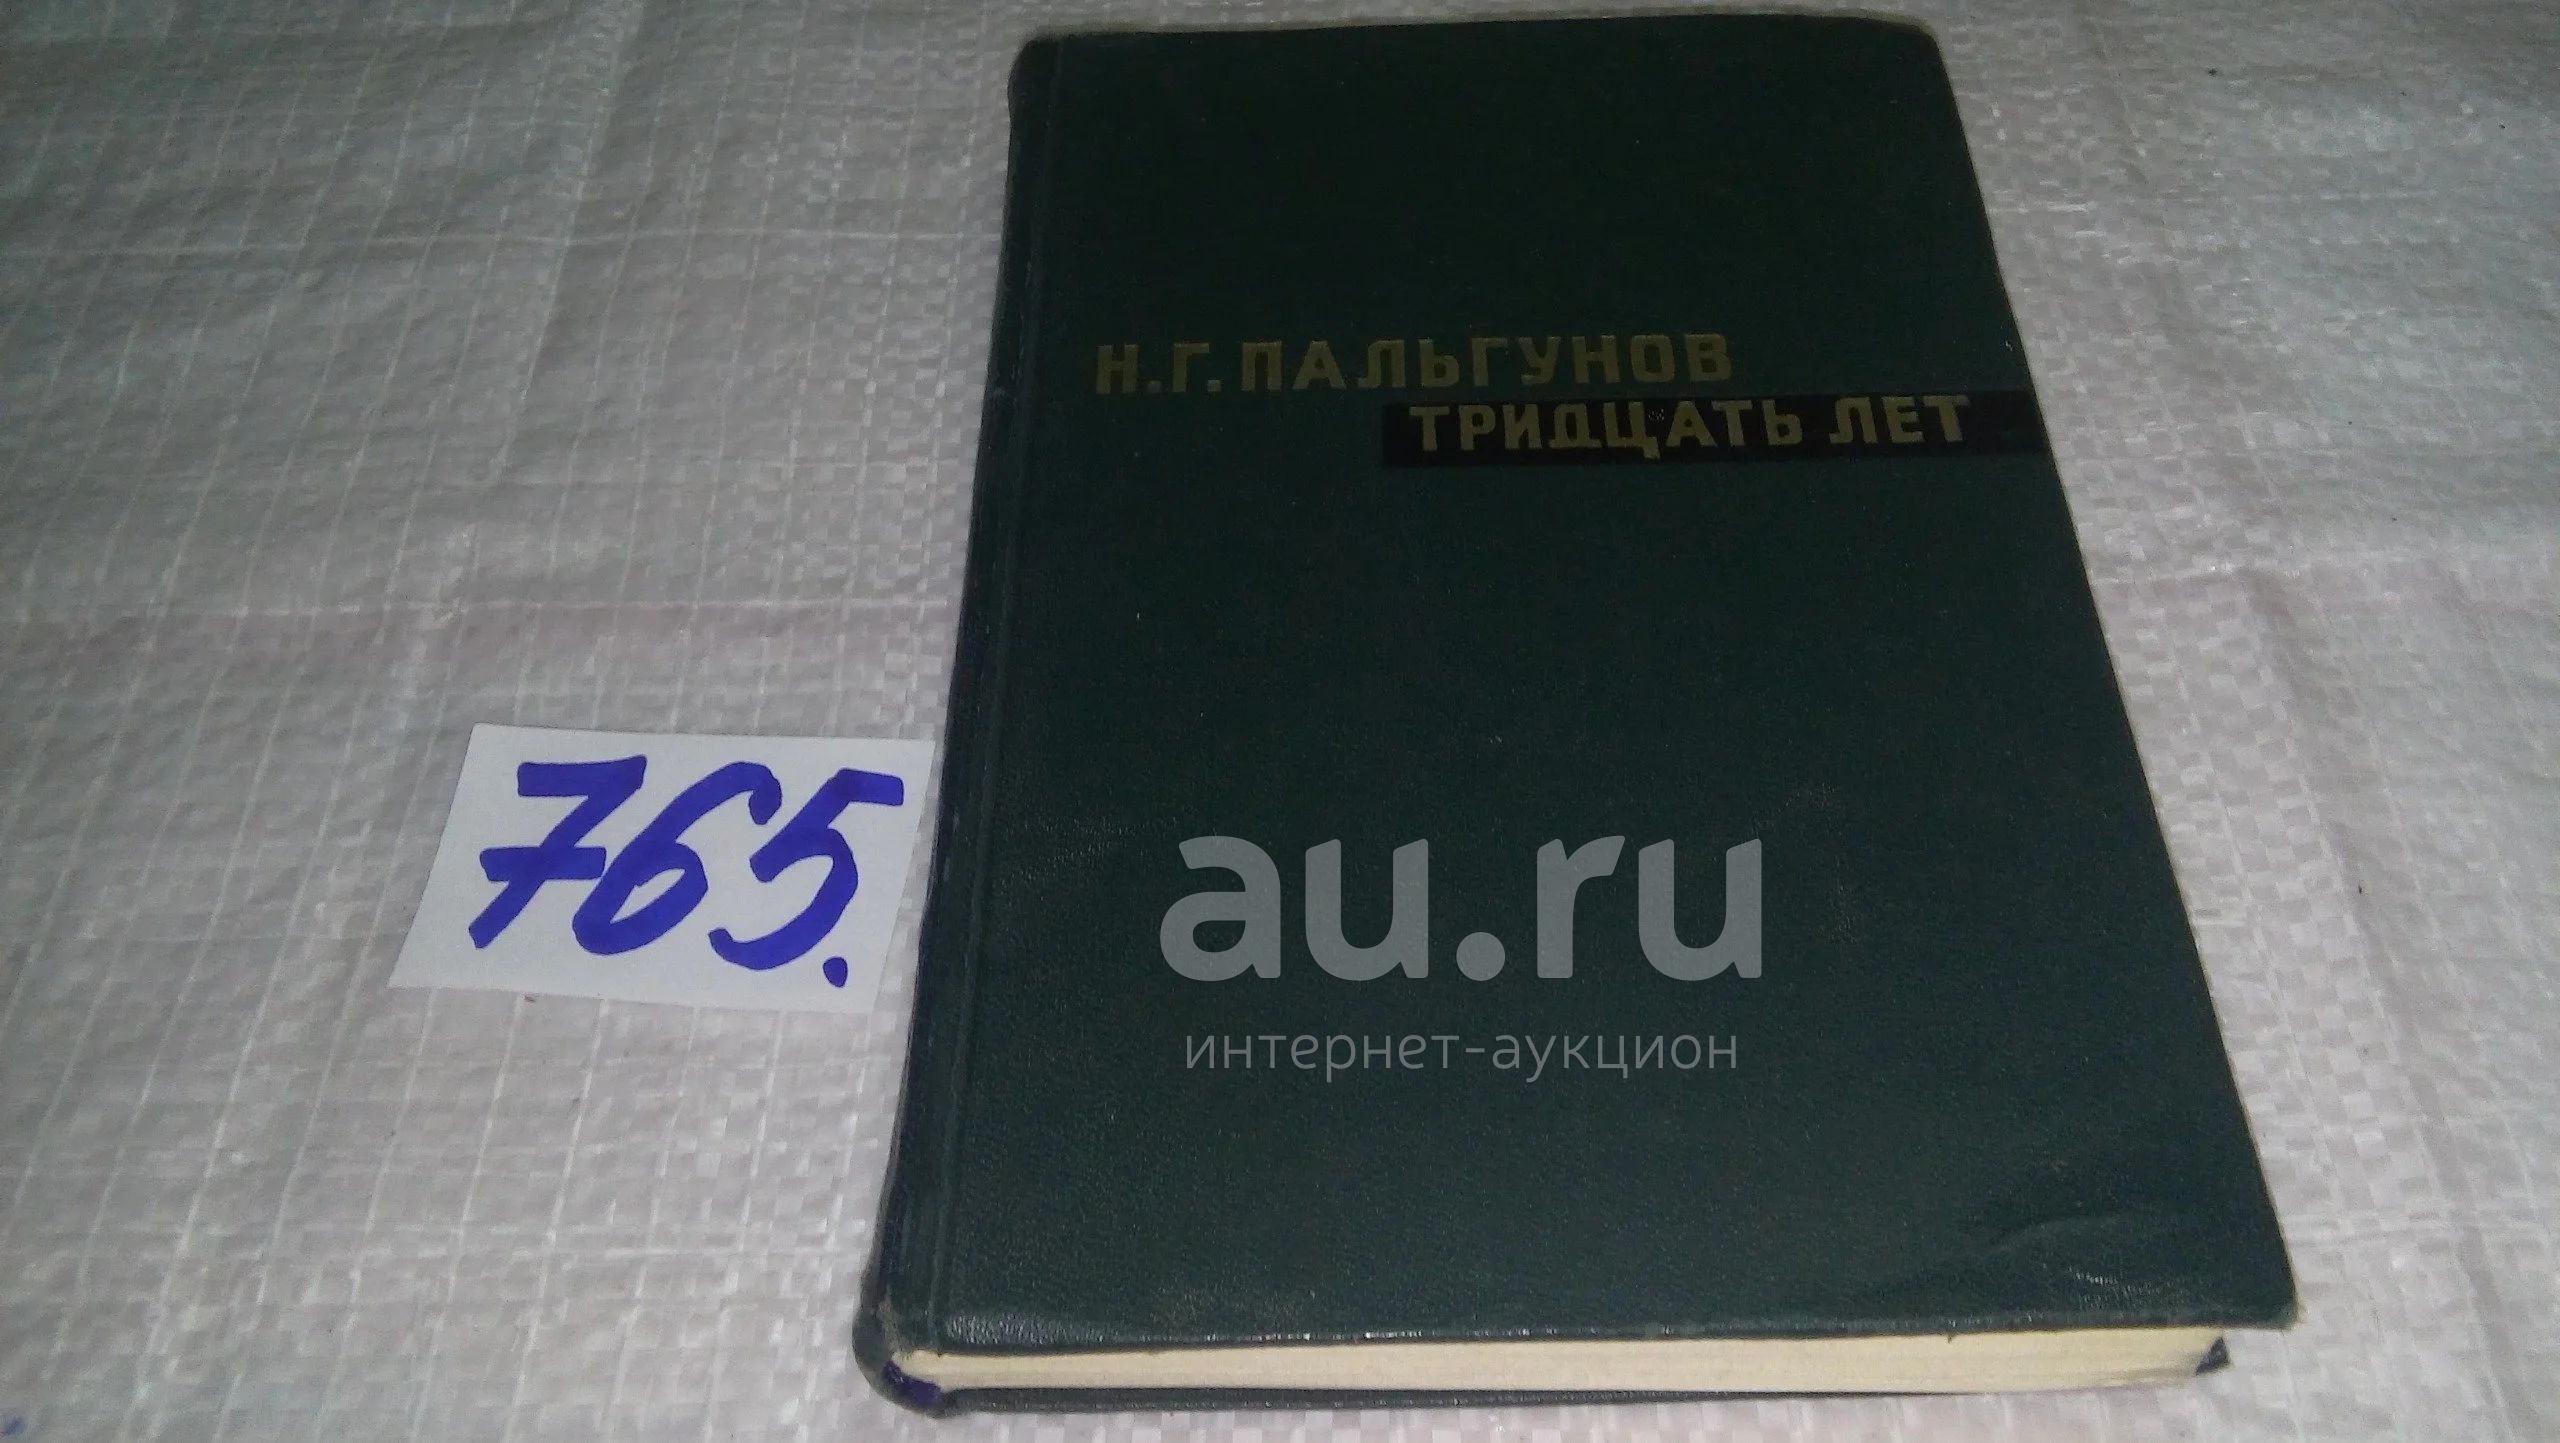 Н.Г. ПАЛЬГУНОВ
ТРИДЦАТЬ ЛЕТ
765.
au.ru
интернет-аукцион